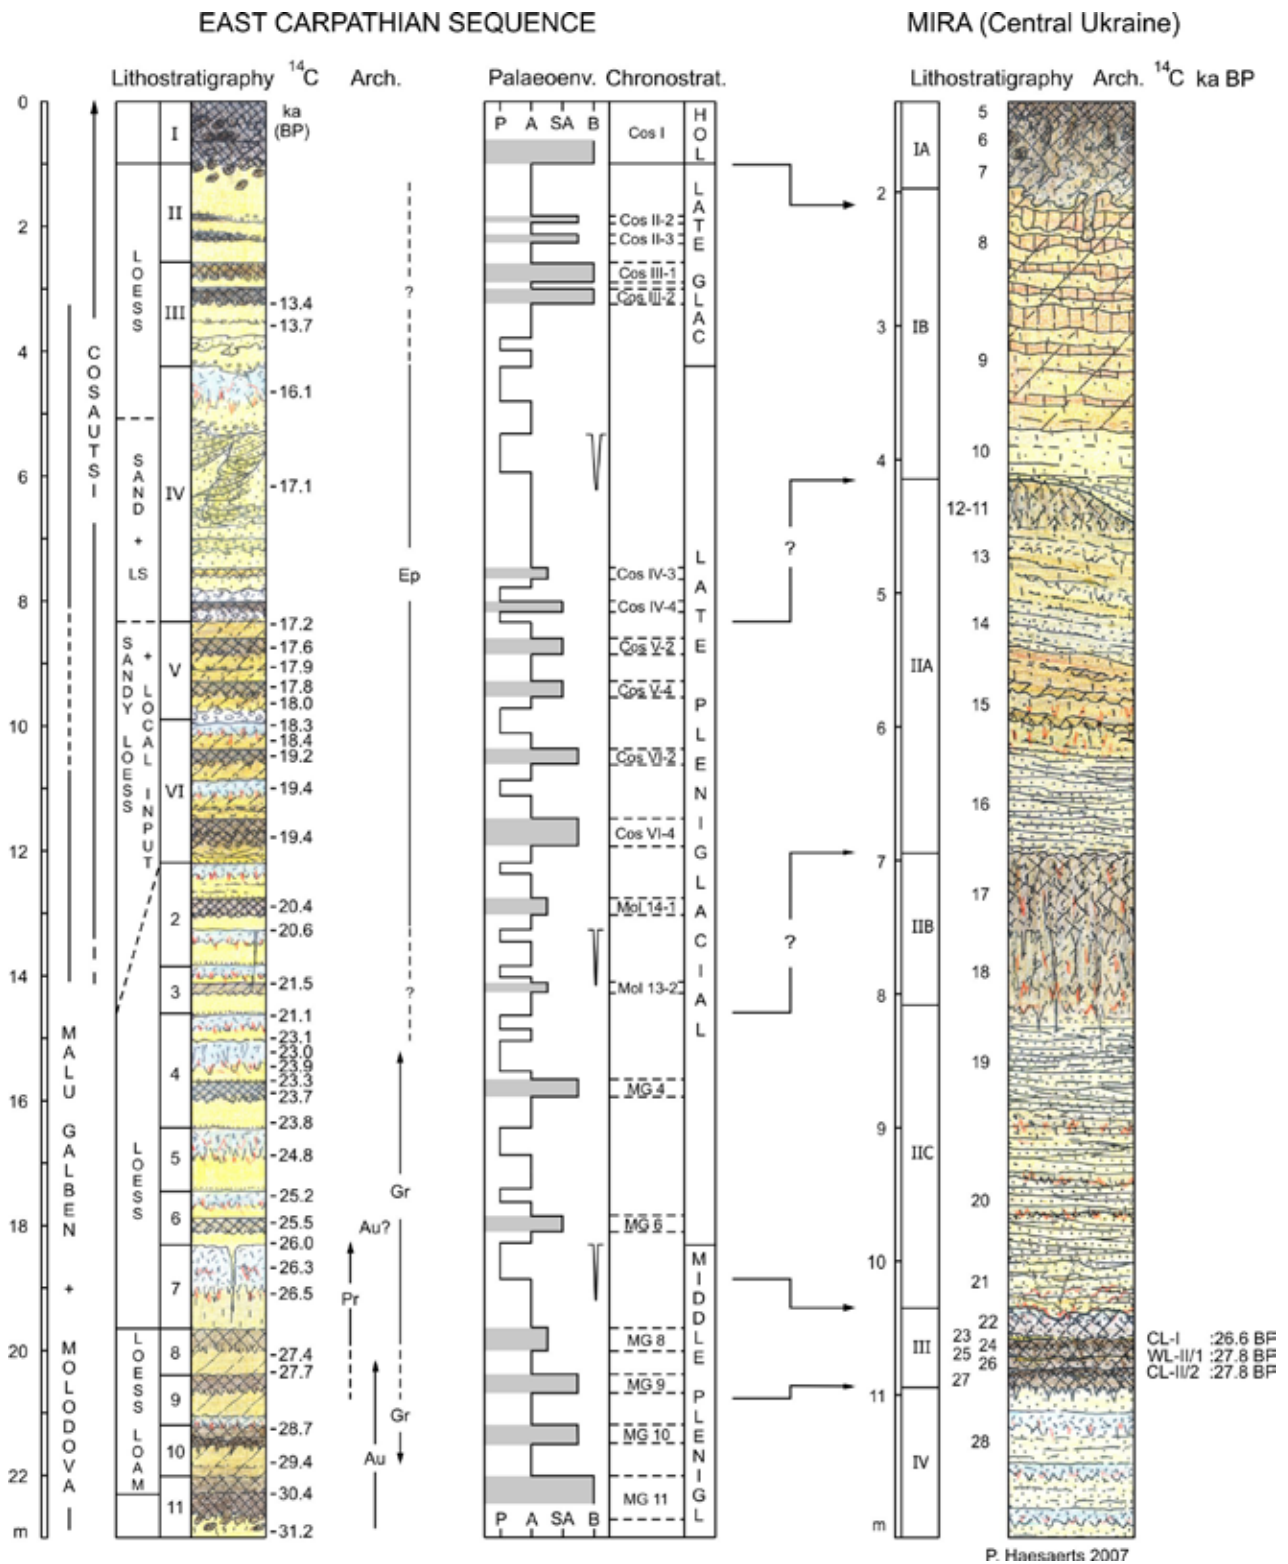 EAST CARPATHIAN SEQUENCE
MIRA (Central Ukraine)
Lithostratigraphy 14C Arch. Palaeoenv. Chronostrat.
Lithostratigraphy Arch. 14C ka BP
ka
(BP)
0
2
4
6
8
10
12
14
16
18
20
22
m
COSAUTSI
MALU GALBEN + MOLODOVA
LOESS
SAND + LS
SANDY LOESS
+ LOCAL INPUT
LOESS
LOESS LOAM
I
II
III
IV
V
VI
2
3
4
5
6
7
8
9
10
11
-13.4
-13.7
-16.1
-17.1
-17.2
-17.6
-17.9
-17.8
-18.0
-18.3
-18.4
-19.2
-19.4
-19.4
-20.4
-20.6
-21.5
-21.1
-23.1
-23.0
-23.9
-23.3
-23.7
-23.8
-24.8
-25.2
-25.5
-26.0
-26.3
-26.5
-27.4
-27.7
-28.7
-29.4
-30.4
-31.2
?
Ep
?
Gr
Au?
Pr
Gr
Au
P A SA B
Cos I
Cos II-2
Cos II-3
Cos III-1
Cos III-2
Cos IV-3
Cos IV-4
Cos V-2
Cos V-4
Cos VI-2
Cos VI-4
Mol 14-1
Mol 13-2
MG 4
MG 6
MG 8
MG 9
MG 10
MG 11
P A SA B
HOL
LATE GLAC
LATE PLENIGLACIAL
MIDDLE PLENIGL
?
?
2
3
4
5
6
7
8
9
10
11
m
IA
IB
IIA
IIB
IIC
III
IV
5
6
7
8
9
10
12-11
13
14
15
16
17
18
19
20
21
22
23
24
25
26
27
28
CL-I :26.6 BP
WL-II/1 :27.8 BP
CL-II/2 :27.8 BP
P. Haesaerts 2007